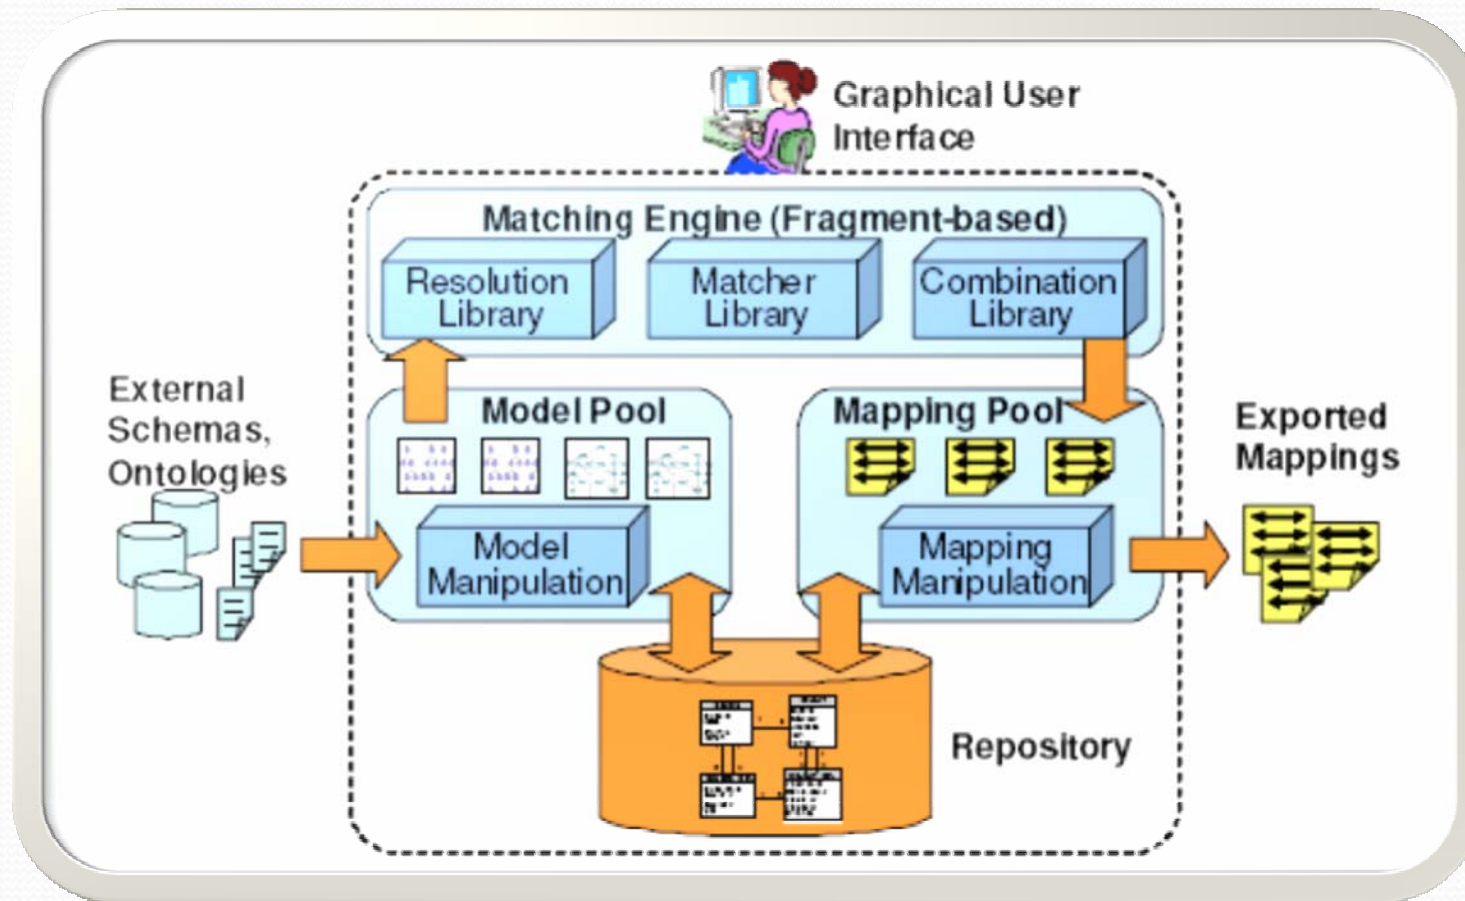 Graphical User
Interface
Matching Engine (Fragment-based)
Resolution
Library
Matcher
Library
Combination
Library
External
Schemas,
Ontologies
Model Pool
Mapping Pool
Exported
Mappings
Model
Manipulation
Mapping
Manipulation
Repository